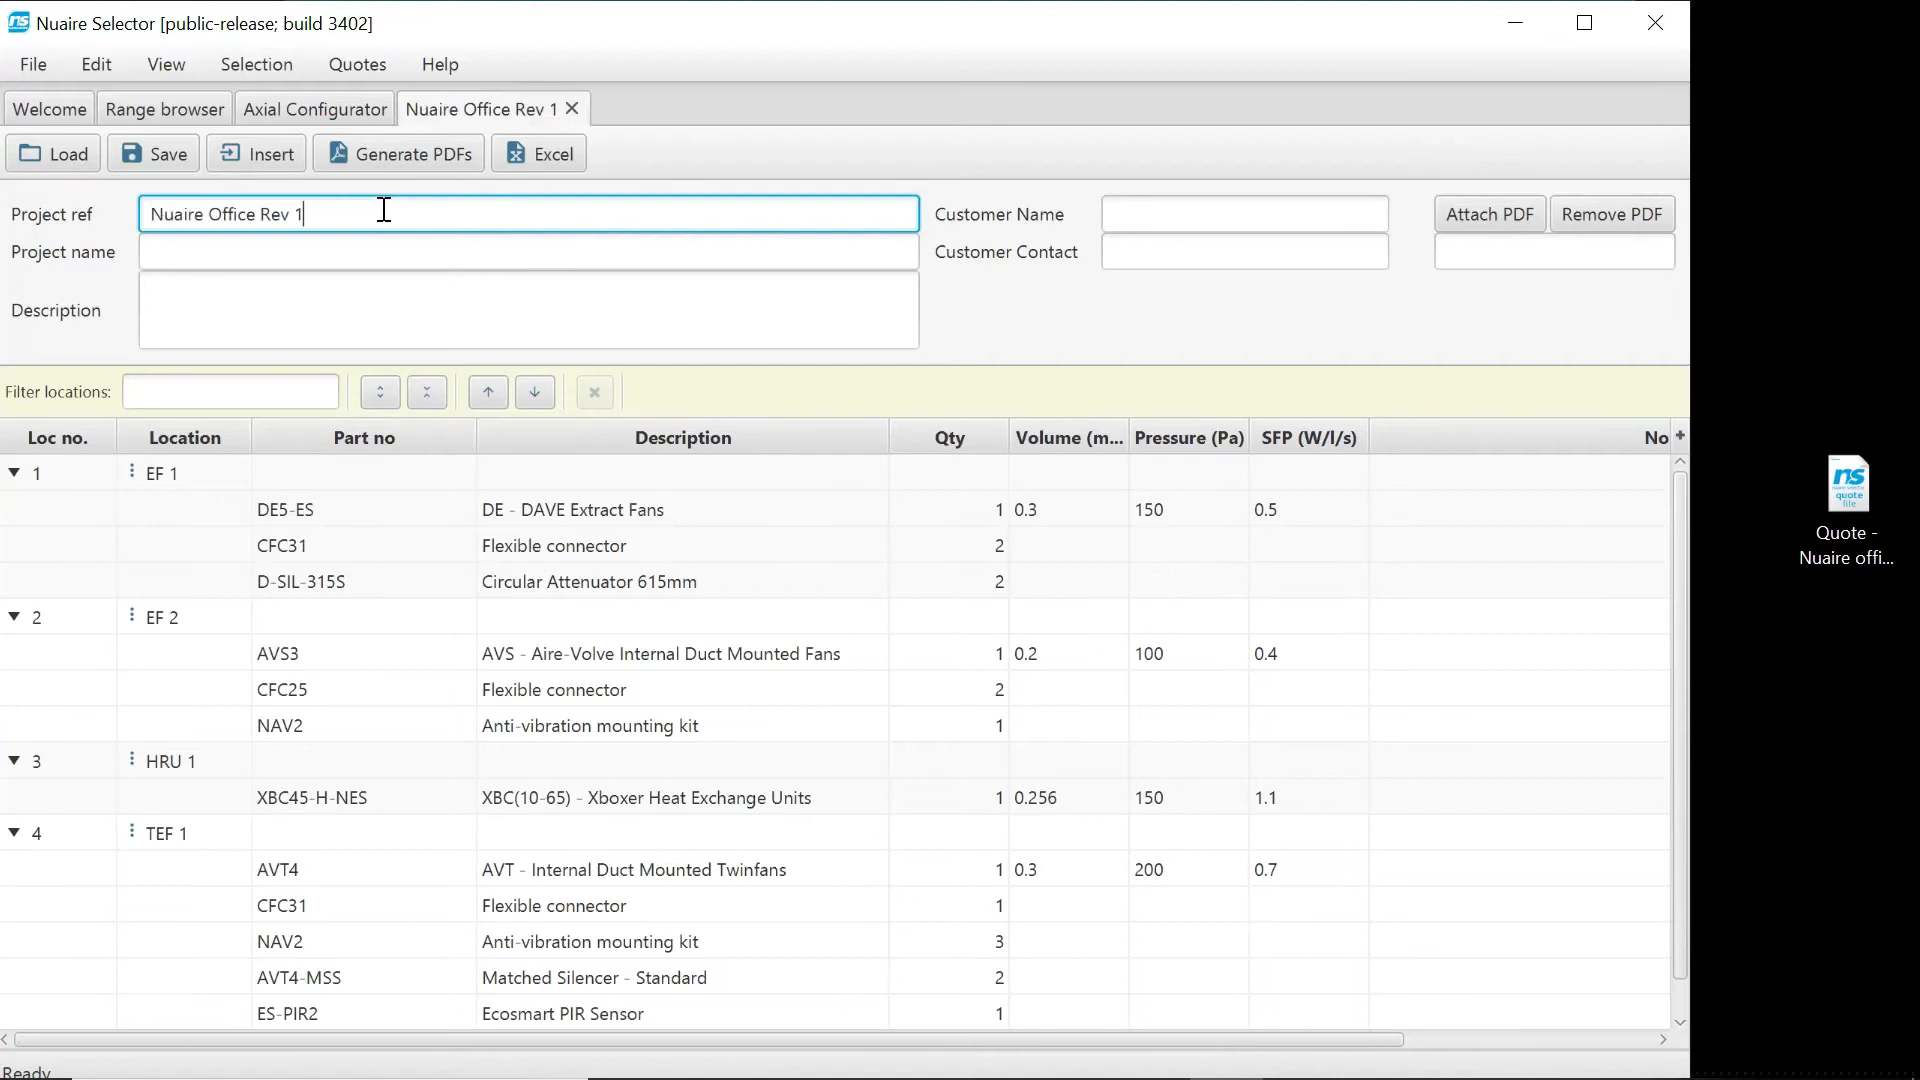 Nuaire Selector [public-release; build 3402]
File Edit View Selection Quotes Help
Welcome Range browser Axial Configurator Nuaire Office Rev 1
Load Save Insert Generate PDFs Excel
Project ref Nuaire Office Rev 1 Customer Name Attach PDF Remove PDF
Project name Customer Contact
Description
Filter locations:
Loc no. Location Part no Description Qty Volume (m... Pressure (Pa) SFP (W/l/s) No +
1 EF 1
DE5-ES DE - DAVE Extract Fans 1 0.3 150 0.5
CFC31 Flexible connector 2
D-SIL-315S Circular Attenuator 615mm 2
2 EF 2
AVS3 AVS - Aire-Volve Internal Duct Mounted Fans 1 0.2 100 0.4
CFC25 Flexible connector 2
NAV2 Anti-vibration mounting kit 1
3 HRU 1
XBC45-H-NES XBC(10-65) - Xboxer Heat Exchange Units 1 0.256 150 1.1
4 TEF 1
AVT4 AVT - Internal Duct Mounted Twinfans 1 0.3 200 0.7
CFC31 Flexible connector 1
NAV2 Anti-vibration mounting kit 3
AVT4-MSS Matched Silencer - Standard 2
ES-PIR2 Ecosmart PIR Sensor 1
Ready
ns
quote
file
Quote -
Nuaire offi...